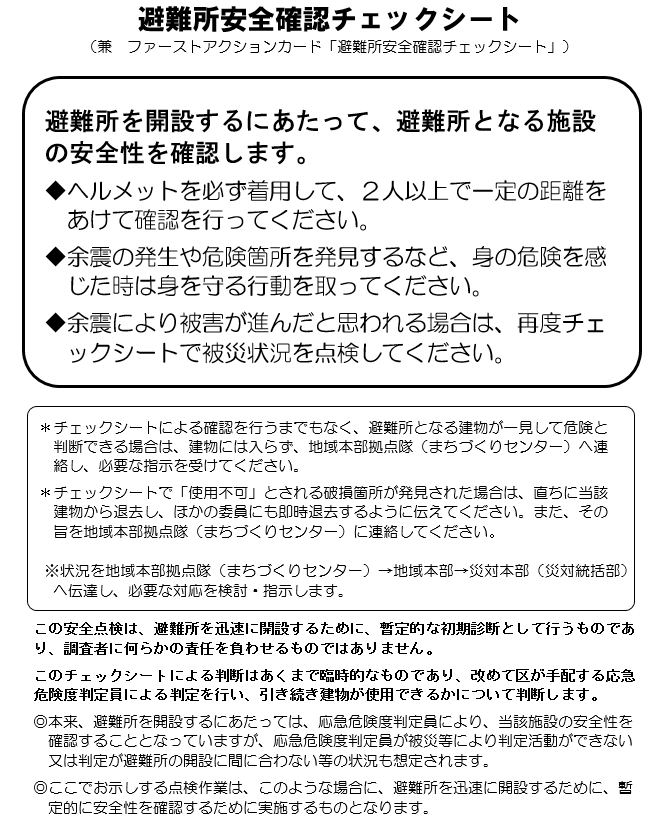 避難所安全確認チェックシート
（兼　ファーストアクションカード「避難所安全確認チェックシート」）
避難所を開設するにあたって、避難所となる施設
の安全性を確認します。
◆ヘルメットを必ず着用して、２人以上で一定の距離を
あけて確認を行ってください。
◆余震の発生や危険箇所を発見するなど、身の危険を感
じた時は身を守る行動を取ってください。
◆余震により被害が進んだと思われる場合は、再度チェ
ックシートで被災状況を点検してください。
＊チェックシートによる確認を行うまでもなく、避難所となる建物が一見して危険と
判断できる場合は、建物には入らず、地域本部拠点隊（まちづくりセンター）へ連
絡し、必要な指示を受けてください。
＊チェックシートで「使用不可」とされる破損箇所が発見された場合は、直ちに当該
建物から退去し、ほかの委員にも即時退去するように伝えてください。また、その
旨を地域本部拠点隊（まちづくりセンター）に連絡してください。
※状況を地域本部拠点隊（まちづくりセンター）→地域本部→災対本部（災対統括部）
へ伝達し、必要な対応を検討・指示します。
この安全点検は、避難所を迅速に開設するために、暫定的な初期診断として行うものであ
り、調査者に何らかの責任を負わせるものではありません。
このチェックシートによる判断はあくまで臨時的なものであり、改めて区が手配する応急
危険度判定員による判定を行い、引き続き建物が使用できるかについて判断します。
◎本来、避難所を開設するにあたっては、応急危険度判定員により、当該施設の安全性を
確認することとなっていますが、応急危険度判定員が被災等により判定活動ができない
又は判定が避難所の開設に間に合わない等の状況も想定されます。
◎ここでお示しする点検作業は、このような場合に、避難所を迅速に開設するために、暫
定的に安全性を確認するために実施するものとなります。